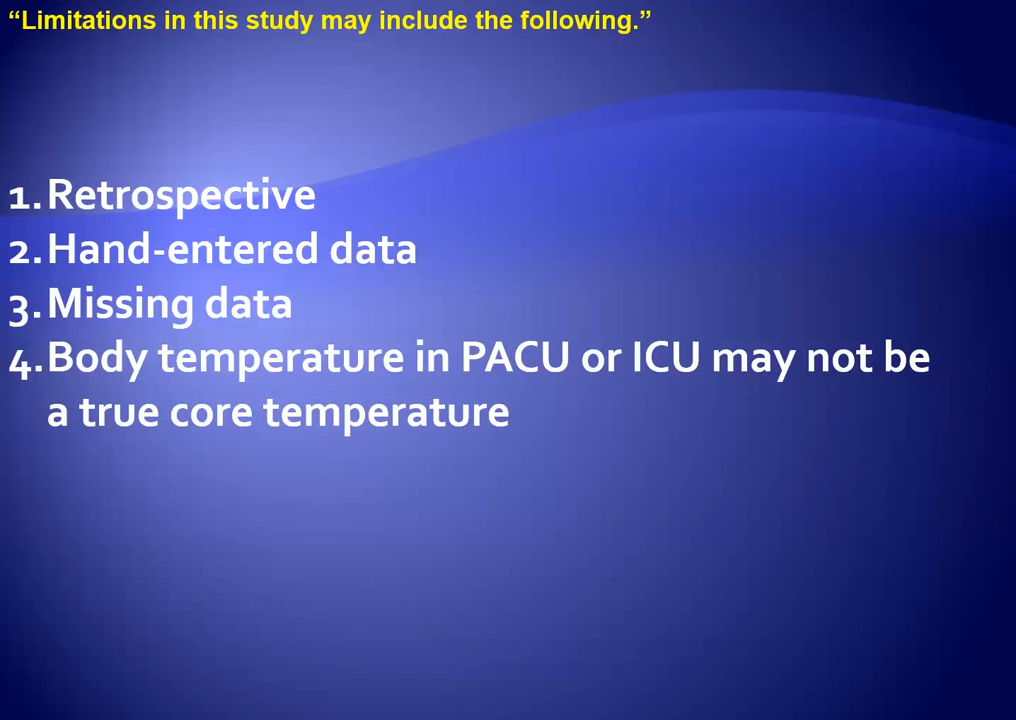 “Limitations in this study may include the following.”
1. Retrospective
2. Hand-entered data
3. Missing data
4. Body temperature in PACU or ICU may not be
a true core temperature